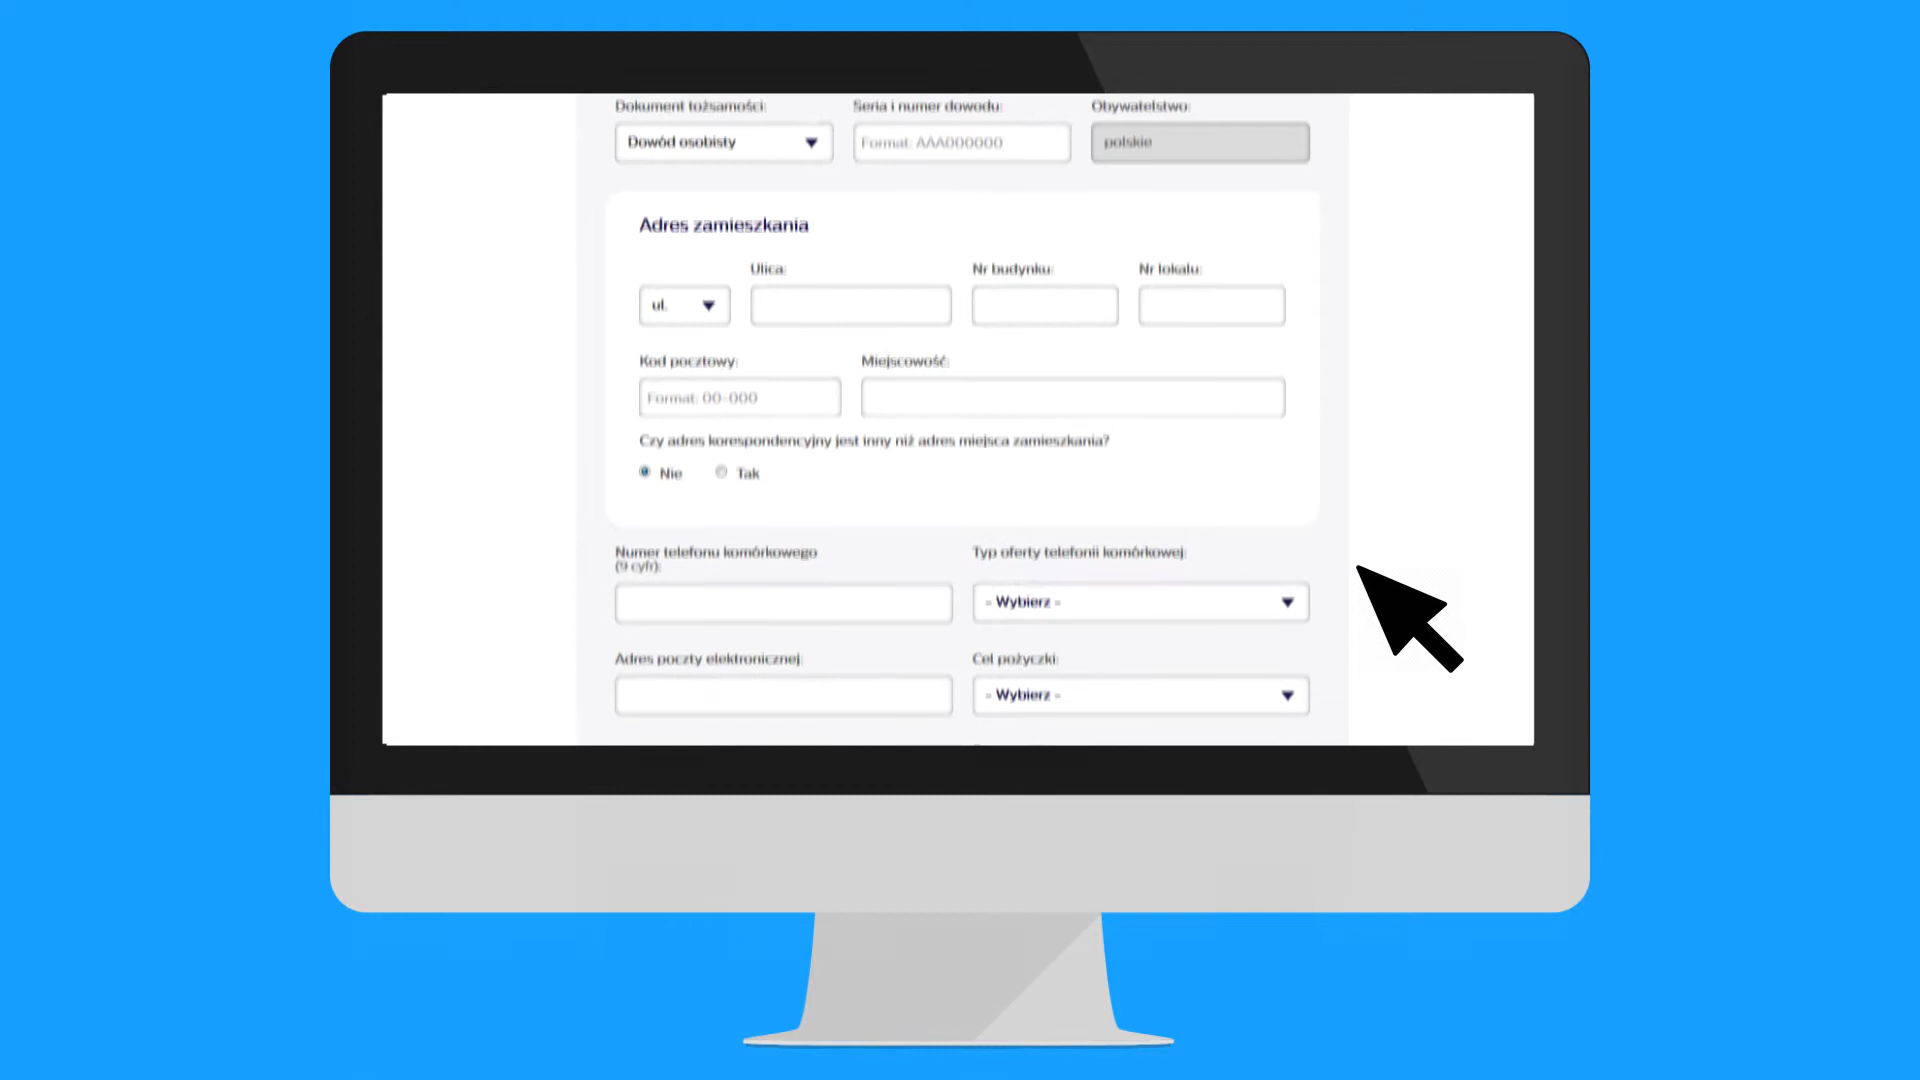 Dokument tożsamości: Seria i numer dowodu: Obywatelstwo:
Dowód osobisty Format: AAA000000 polskie
Adres zamieszkania
Ulica: Nr budynku: Nr lokalu:
ul.
Kod pocztowy: Miejscowość:
Format: 00-000
Czy adres korespondencyjny jest inny niż adres miejsca zamieszkania?
Nie Tak
Numer telefonu komórkowego Typ oferty telefonii komórkowej:
(9 cyfr):
- Wybierz -
Adres poczty elektronicznej: Cel pożyczki:
- Wybierz -